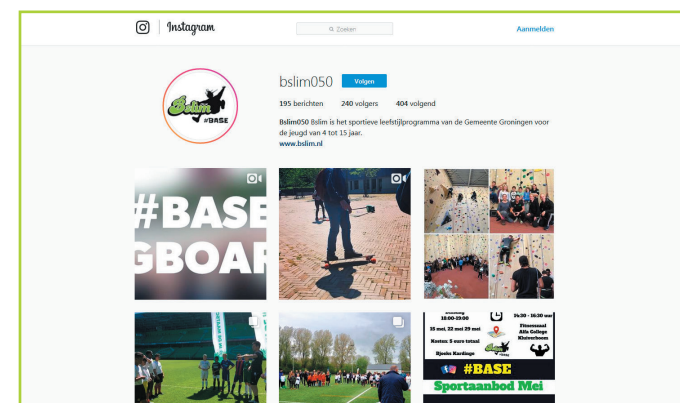 Instagram
Zoeken
Aanmelden
bslim050 Volgen
195 berichten 240 volgers 404 volgend
Bslim050 Bslim is het sportieve leefstijlprogramma van de Gemeente Groningen voor
de jeugd van 4 tot 15 jaar.
www.bslim.nl
Bslim
#BASE
#BASE
GBOAR
18:00-19:00
15 mei, 22 mei 29 mei
Kosten: 5 euro totaal
Bslim
Bjoeks Kardinge
14:30 - 16:30 uur
Fitnesszaal
Alfa College
Kluiverboom
#BASE
Sportaanbod Mei